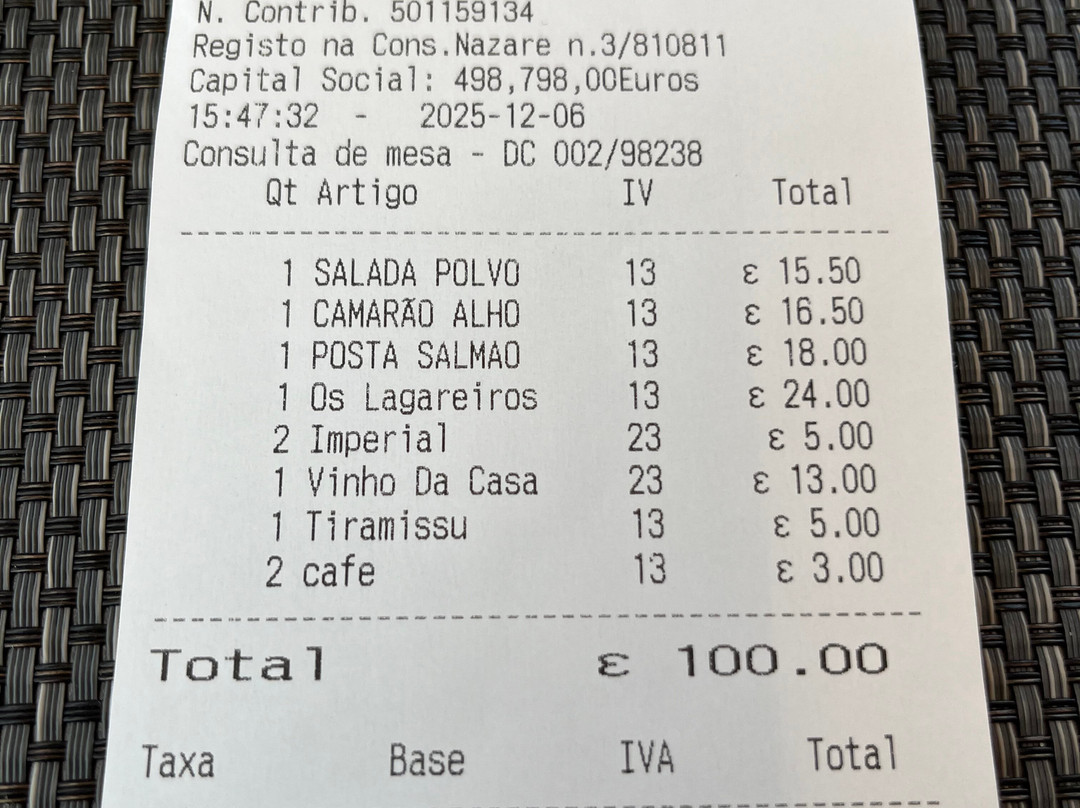 N. Contrib. 501159134
Registo na Cons.Nazare n.3/810811
Capital Social: 498,798,00Euros
15:47:32 - 2025-12-06
Consulta de mesa - DC 002/98238
Qt Artigo IV Total
1 SALADA POLVO 13 € 15.50
1 CAMARÃO ALHO 13 € 16.50
1 POSTA SALMAO 13 € 18.00
1 Os Lagareiros 13 € 24.00
2 Imperial 23 € 5.00
1 Vinho Da Casa 23 € 13.00
1 Tiramissu 13 € 5.00
2 cafe 13 € 3.00
Total € 100.00
Taxa Base IVA Total